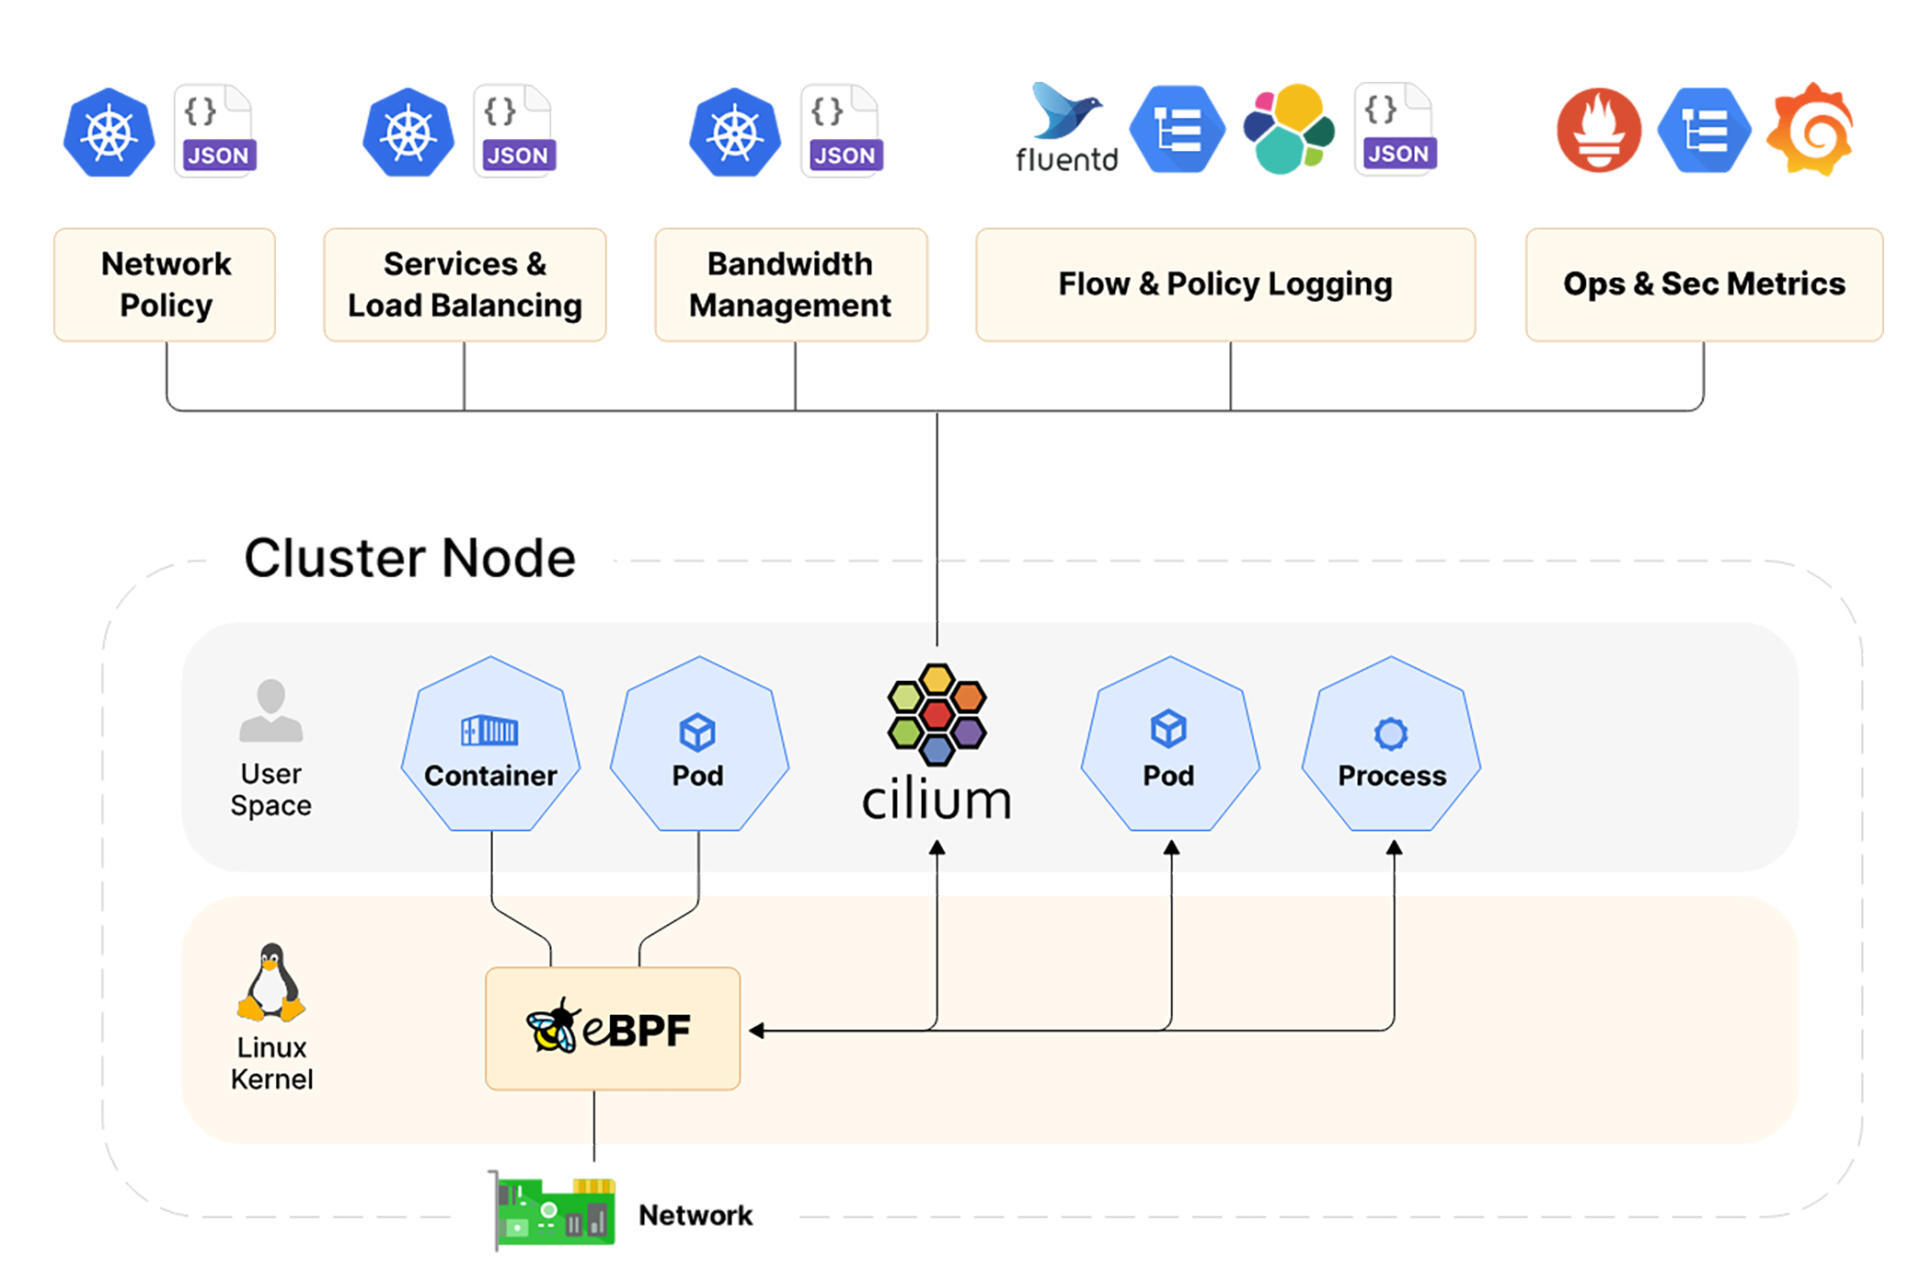 {} JSON
{} JSON
{} JSON
fluentd
{} JSON
Network
Policy
Services &
Load Balancing
Bandwidth
Management
Flow & Policy Logging
Ops & Sec Metrics
Cluster Node
User
Space
Container
Pod
cilium
Pod
Process
Linux
Kernel
eBPF
Network